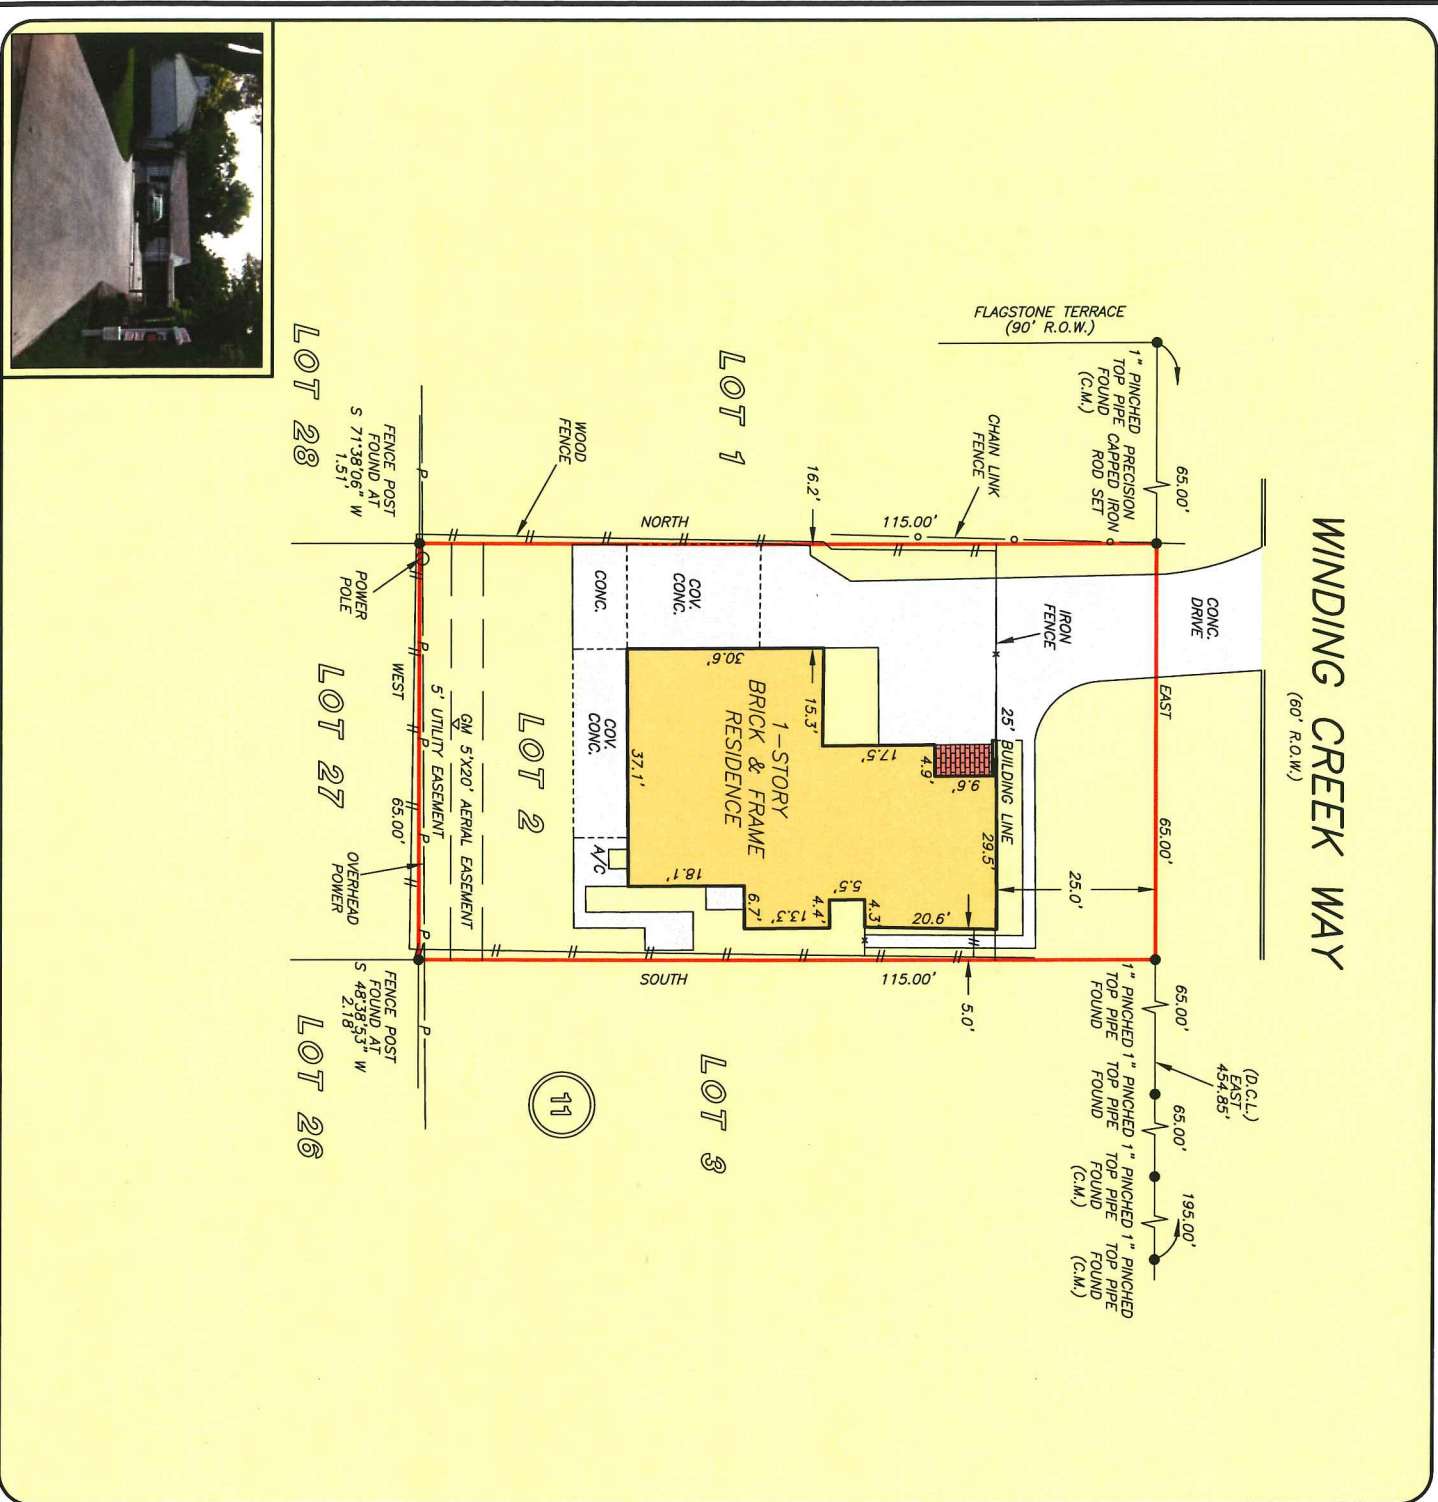 WINDING CREEK WAY
(60' R.O.W.)
FLAGSTONE TERRACE
(90' R.O.W.)
65.00'
1" PINCHED
TOP PIPE
FOUND
(C.M.)
PRECISION
CAPPED IRON
ROD SET
CONC.
DRIVE
EAST
65.00'
65.00'
(D.C.L.)
EAST
454.85'
65.00'
195.00'
1" PINCHED
TOP PIPE
FOUND
1" PINCHED
TOP PIPE
FOUND
1" PINCHED
TOP PIPE
FOUND
(C.M.)
1" PINCHED
TOP PIPE
FOUND
(C.M.)
CHAIN LINK
FENCE
115.00'
IRON
FENCE
25' BUILDING LINE
25.0'
5.0'
115.00'
16.2'
LOT 1
NORTH
WOOD
FENCE
COV.
CONC.
CONC.
30.6'
15.3'
17.5'
4.9'
9.6'
29.5'
20.6'
4.3'
5.5'
4.4'
13.3'
6.7'
18.1'
37.1'
1-STORY
BRICK & FRAME
RESIDENCE
COV.
CONC.
A/C
LOT 3
SOUTH
11
LOT 2
GM 5'X20' AERIAL EASEMENT
5' UTILITY EASEMENT
P
P
P
P
P
P
P
WEST
65.00'
FENCE POST
FOUND AT
S 71°38'06" W
1.51'
POWER
POLE
OVERHEAD
POWER
FENCE POST
FOUND AT
S 48°38'53" W
2.18'
LOT 28
LOT 27
LOT 26